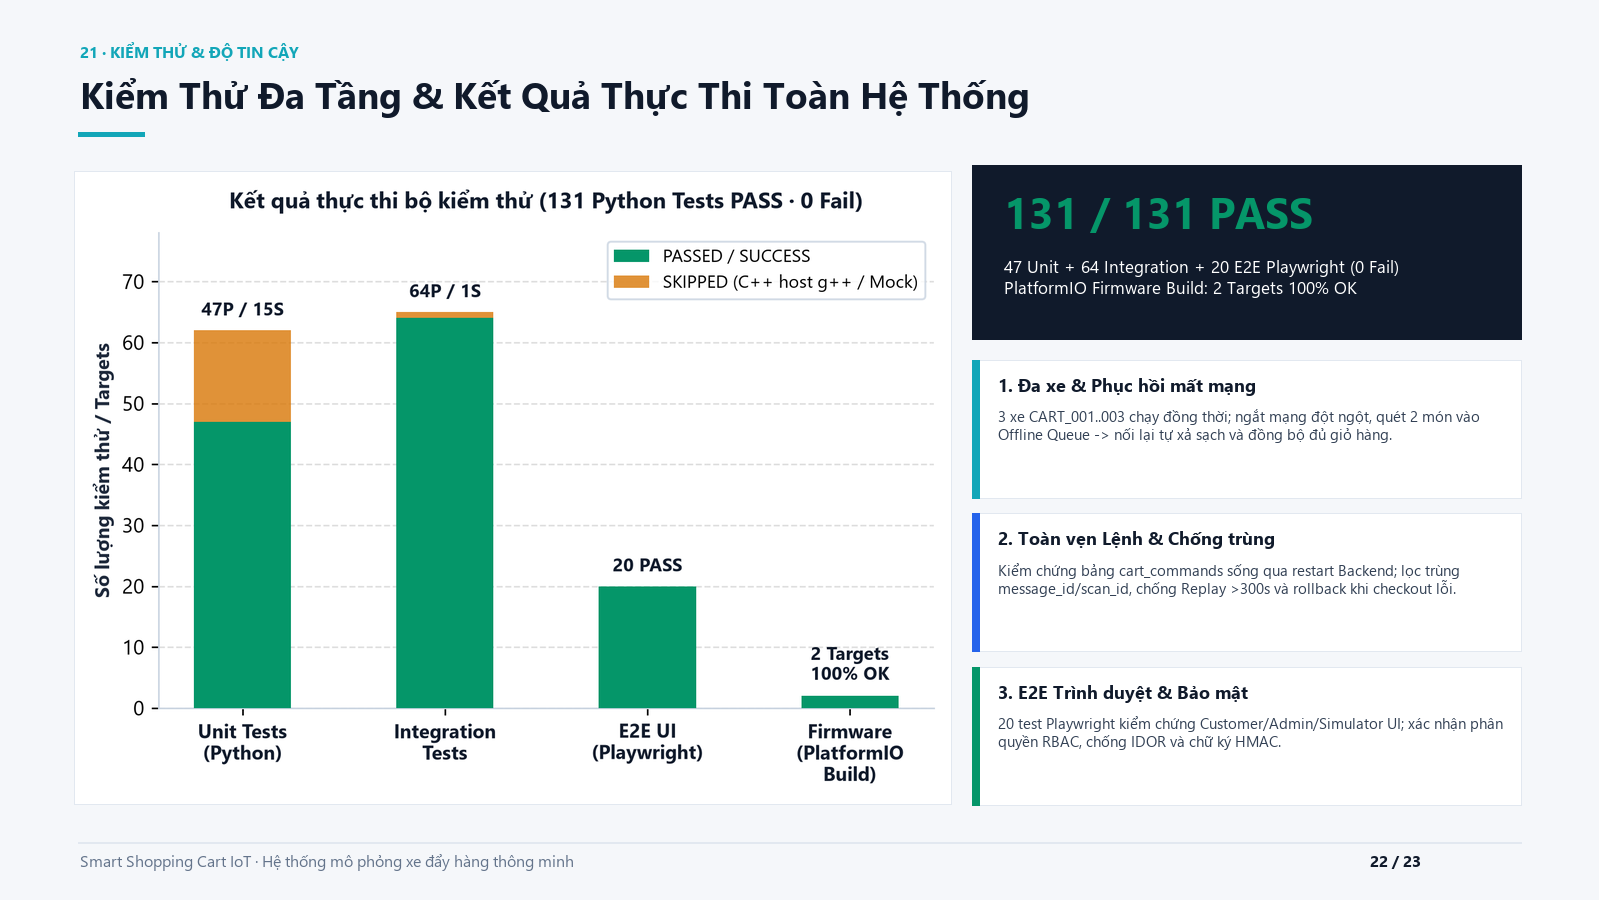 21 · KIỂM THỬ & ĐỘ TIN CẬY
Kiểm Thử Đa Tầng & Kết Quả Thực Thi Toàn Hệ Thống
Kết quả thực thi bộ kiểm thử (131 Python Tests PASS · 0 Fail)
PASSED / SUCCESS
SKIPPED (C++ host g++ / Mock)
Số lượng kiểm thử / Targets
70
60
50
40
30
20
10
0
47P / 15S
64P / 1S
20 PASS
2 Targets
100% OK
Unit Tests
(Python)
Integration
Tests
E2E UI
(Playwright)
Firmware
(PlatformIO
Build)
131 / 131 PASS
47 Unit + 64 Integration + 20 E2E Playwright (0 Fail)
PlatformIO Firmware Build: 2 Targets 100% OK
1. Đa xe & Phục hồi mất mạng
3 xe CART_001..003 chạy đồng thời; ngắt mạng đột ngột, quét 2 món vào
Offline Queue -> nối lại tự xả sạch và đồng bộ đủ giỏ hàng.
2. Toàn vẹn Lệnh & Chống trùng
Kiểm chứng bảng cart_commands sống qua restart Backend; lọc trùng
message_id/scan_id, chống Replay >300s và rollback khi checkout lỗi.
3. E2E Trình duyệt & Bảo mật
20 test Playwright kiểm chứng Customer/Admin/Simulator UI; xác nhận phân
quyền RBAC, chống IDOR và chữ ký HMAC.
Smart Shopping Cart IoT · Hệ thống mô phỏng xe đẩy hàng thông minh
22 / 23